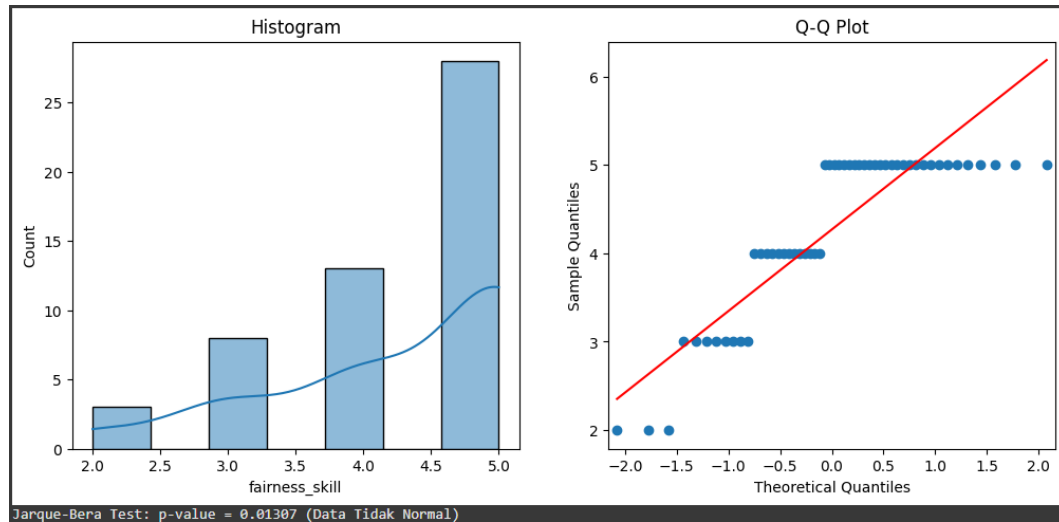 Histogram
Count
25
20
15
10
5
0
2.0 2.5 3.0 3.5 4.0 4.5 5.0
fairness_skill
Q-Q Plot
Sample Quantiles
6
5
4
3
2
-2.0 -1.5 -1.0 -0.5 0.0 0.5 1.0 1.5 2.0
Theoretical Quantiles
Jarque-Bera Test: p-value = 0.01307 (Data Tidak Normal)